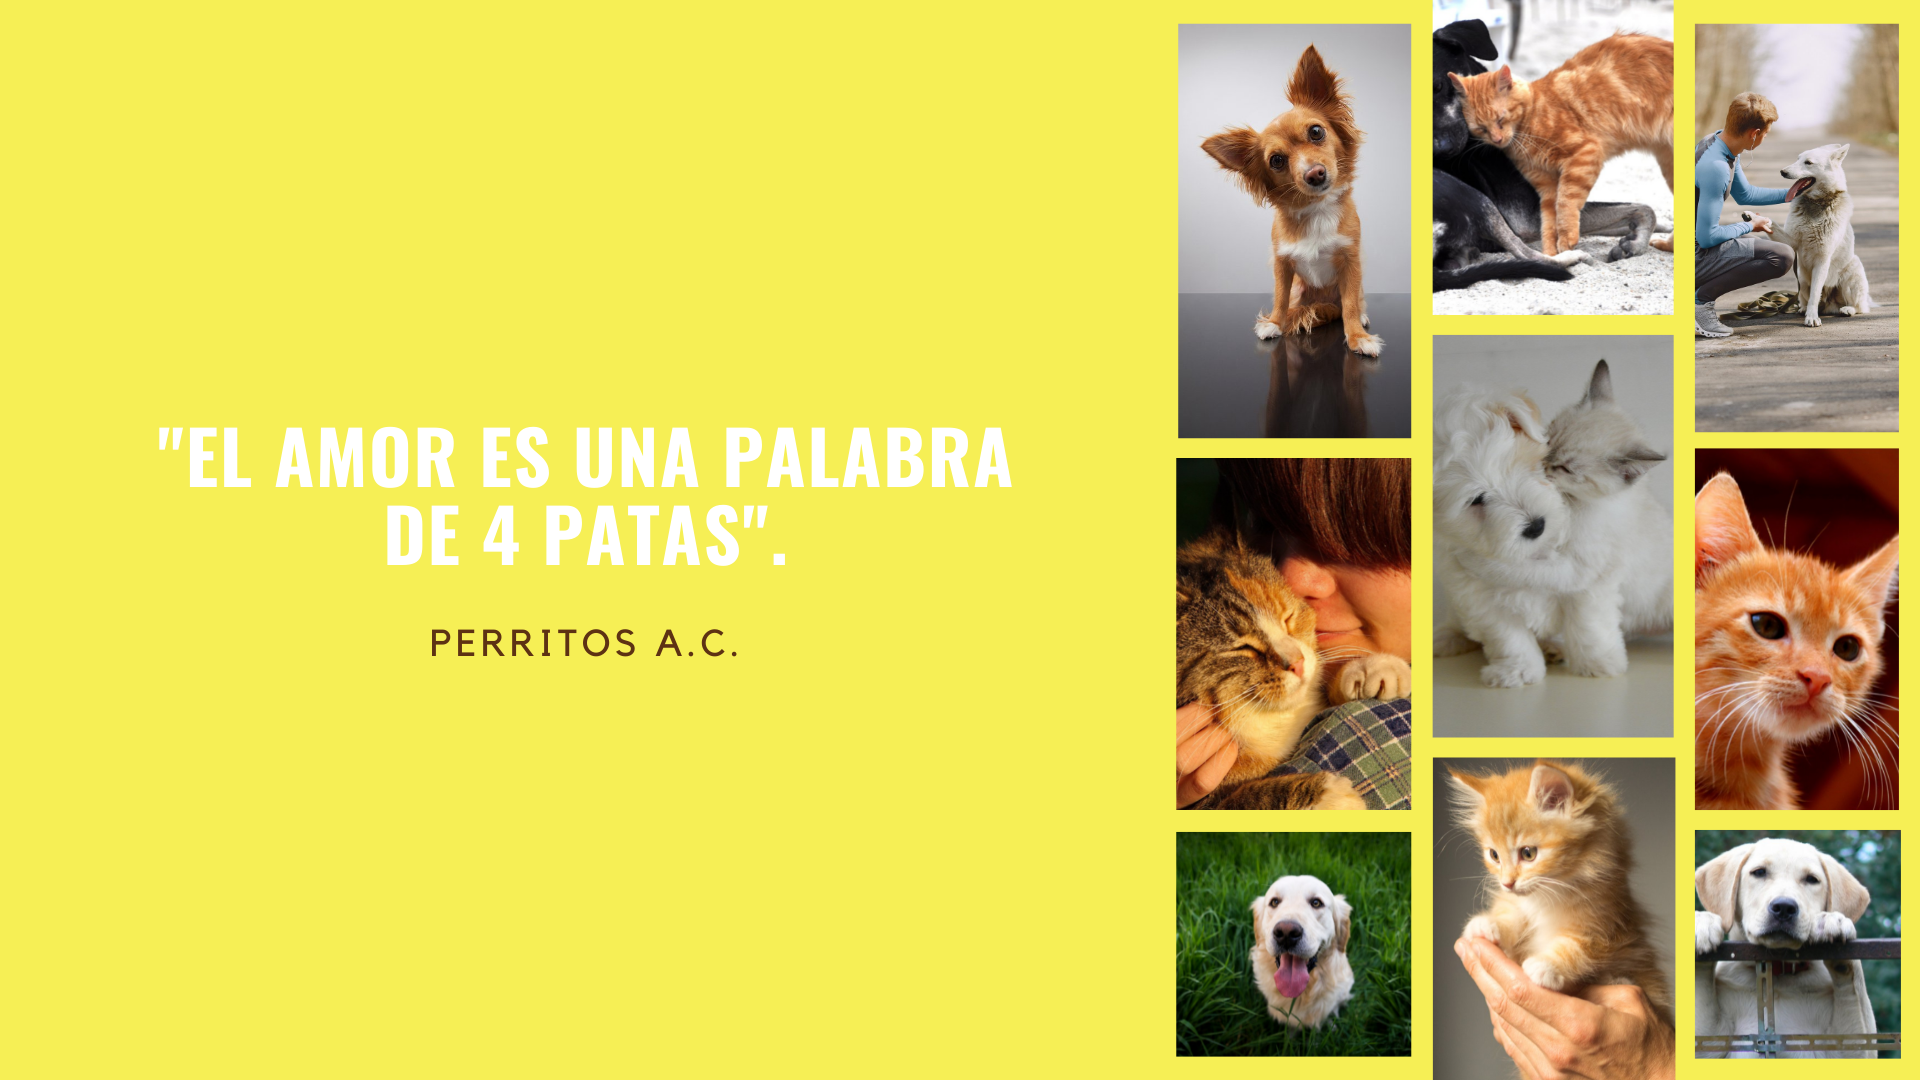 "EL AMOR ES UNA PALABRA
DE 4 PATAS".
PERRITOS A.C.